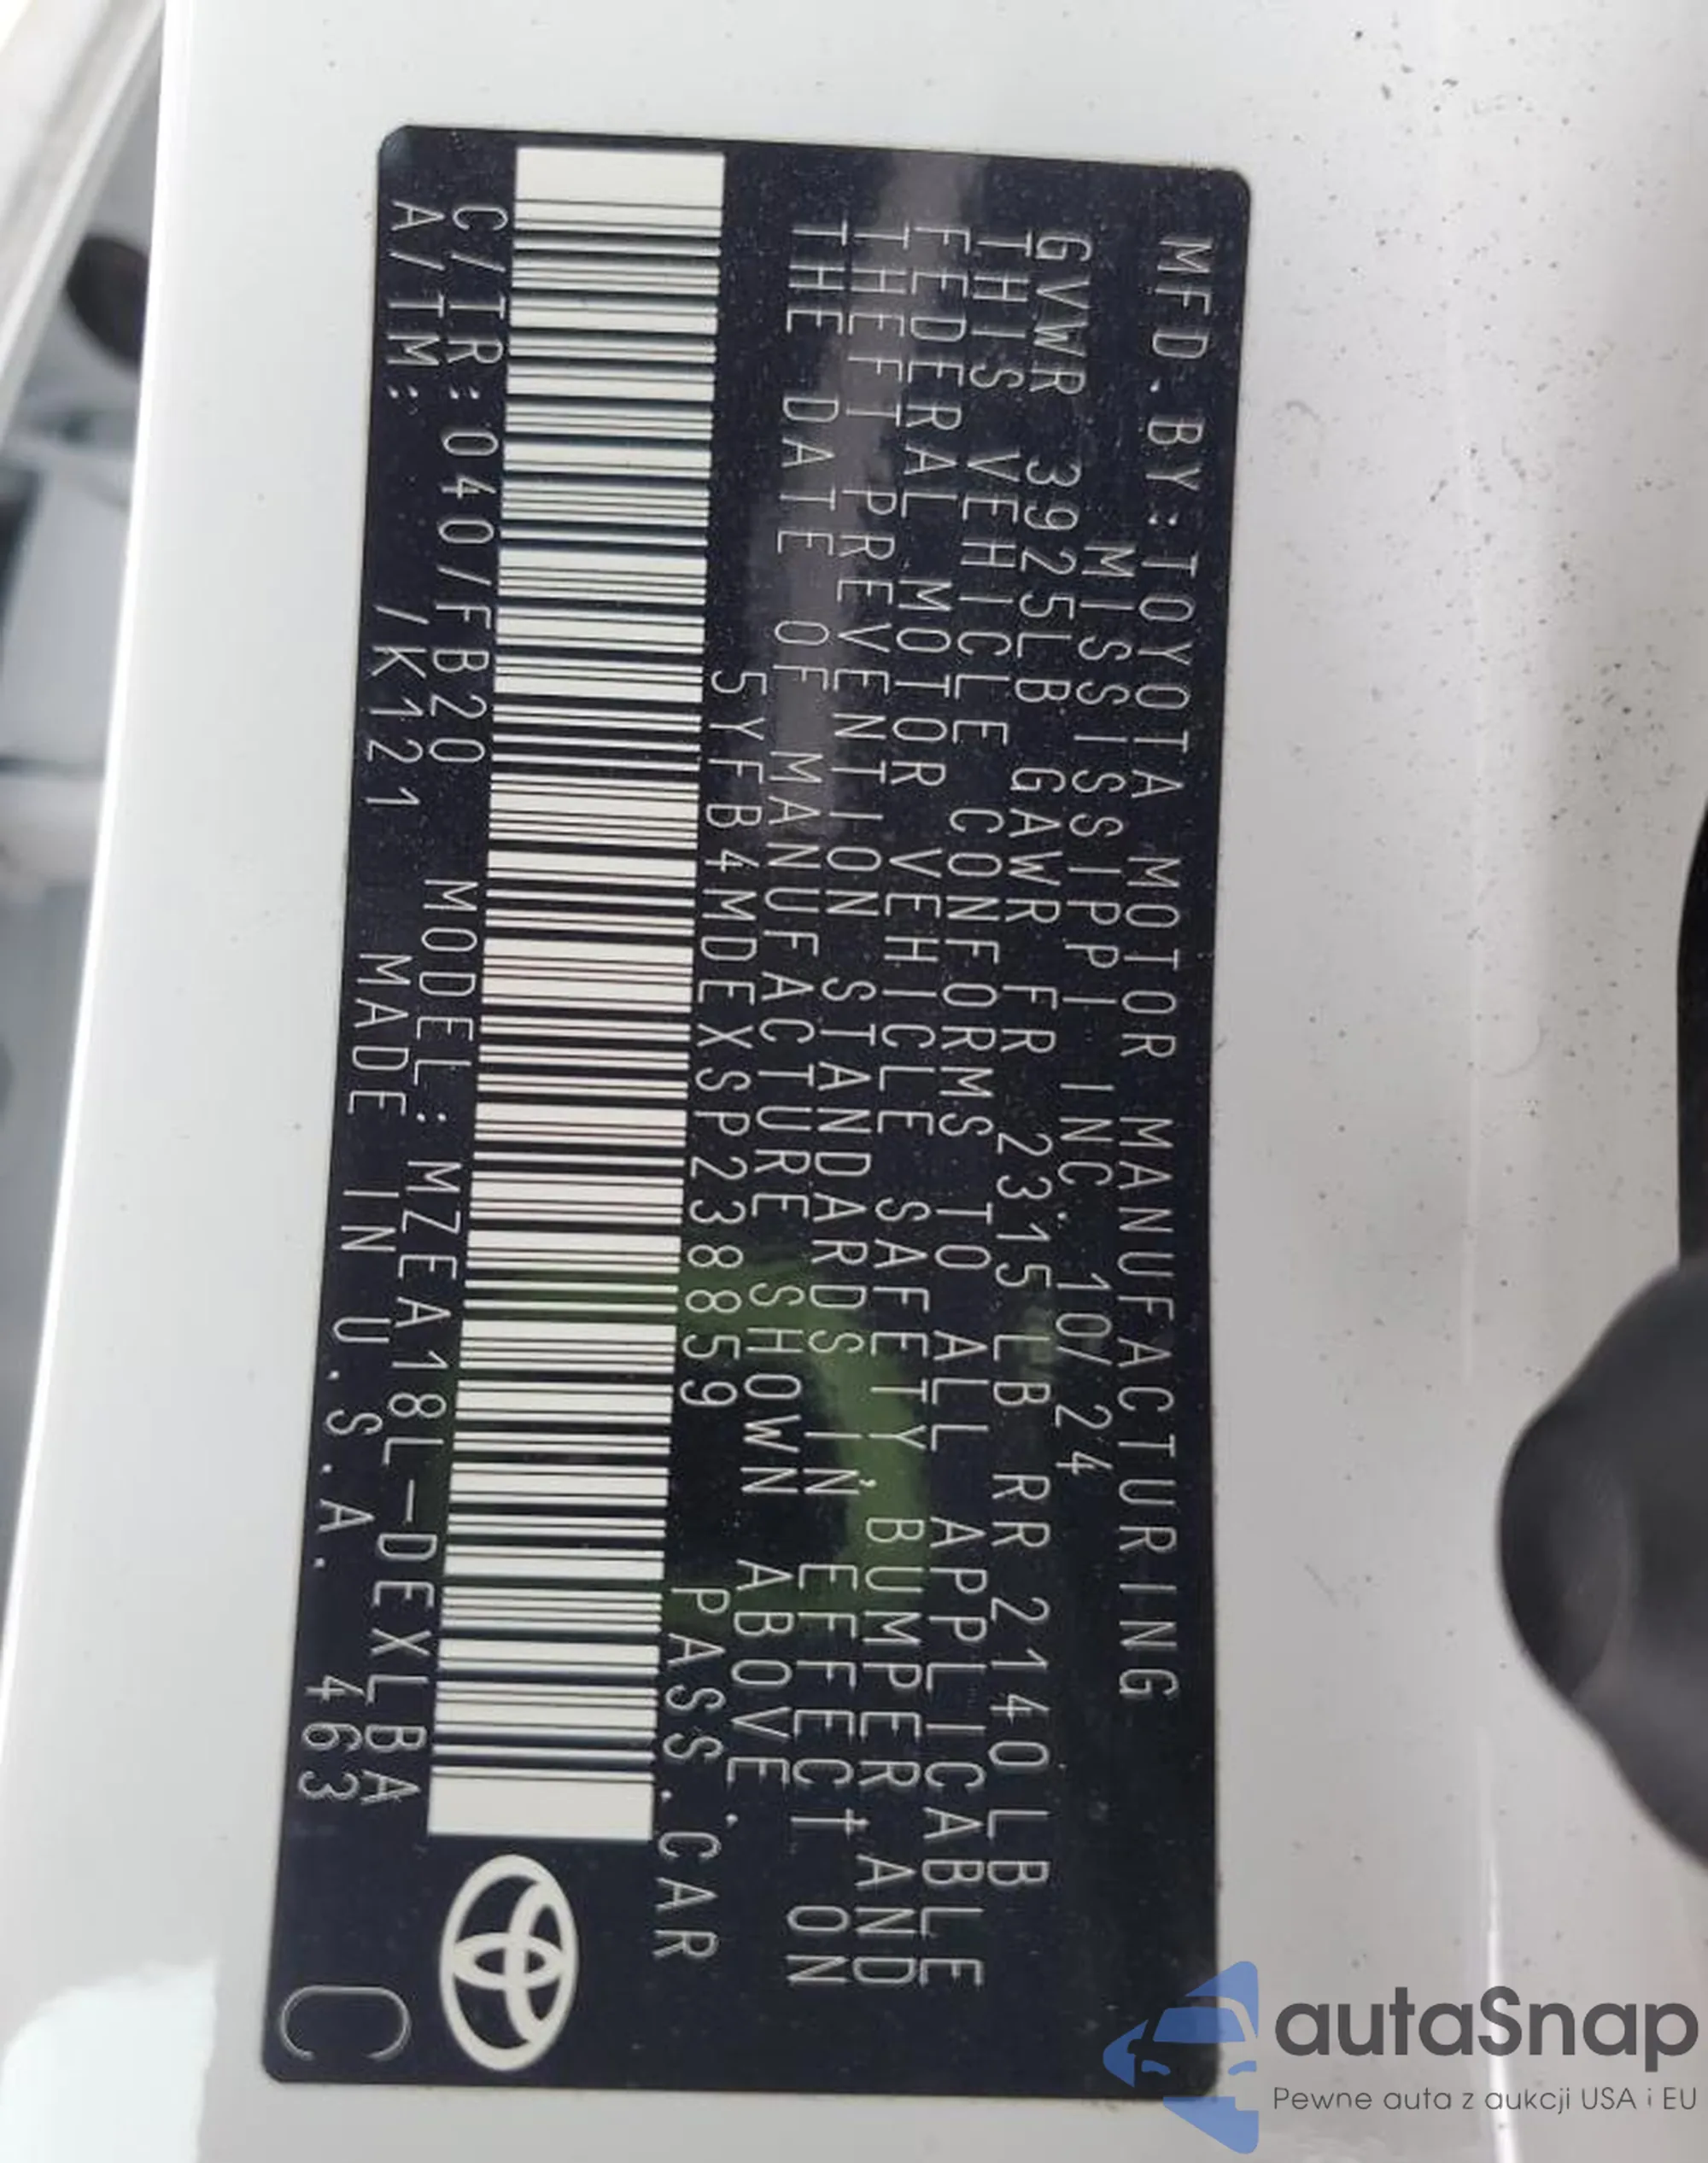 MFD.BY:TOYOTA MOTOR MANUFACTURING
MISSISSIPPI INC. 10/24
GVWR 3925LB GAWR FR 2315LB RR 2140LB
THIS VEHICLE CONFORMS TO ALL APPLICABLE
FEDERAL MOTOR VEHICLE SAFETY, BUMPER, AND
THEFT PREVENTION STANDARDS IN EFFECT ON
THE DATE OF MANUFACTURE SHOWN ABOVE.
5YFB4MDEXSP238859 PASS.CAR
C/TR:040/FB20 MODEL:MZEA18L-DEXLBA
A/TM: /K121 MADE IN U.S.A. 463
C
autaSnap
Pewne auta z aukcji USA i EU